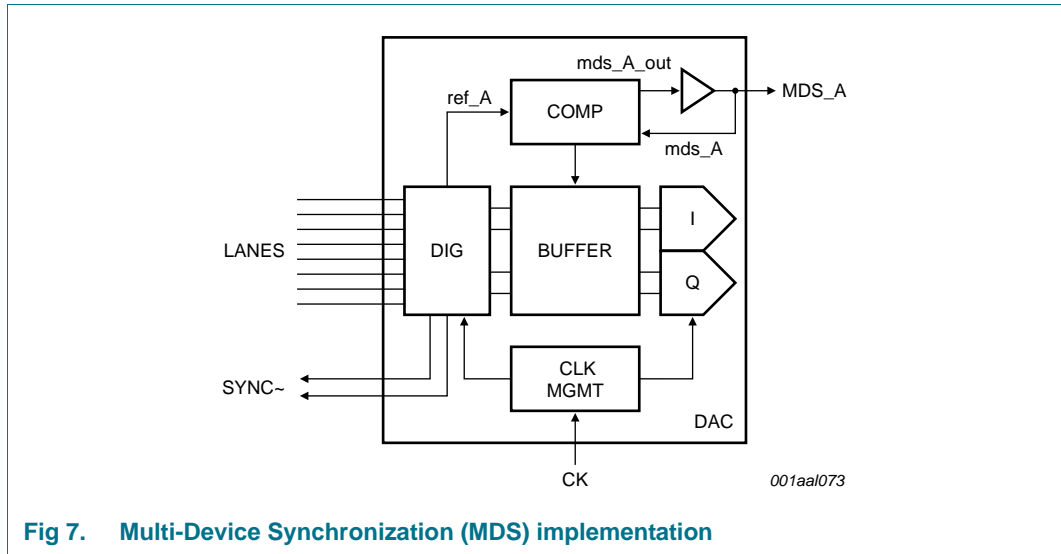 mds_A_out
MDS_A
ref_A
COMP
mds_A
LANES
DIG
BUFFER
I
Q
SYNC~
CLK
MGMT
DAC
CK
001aal073
Fig 7. Multi-Device Synchronization (MDS) implementation